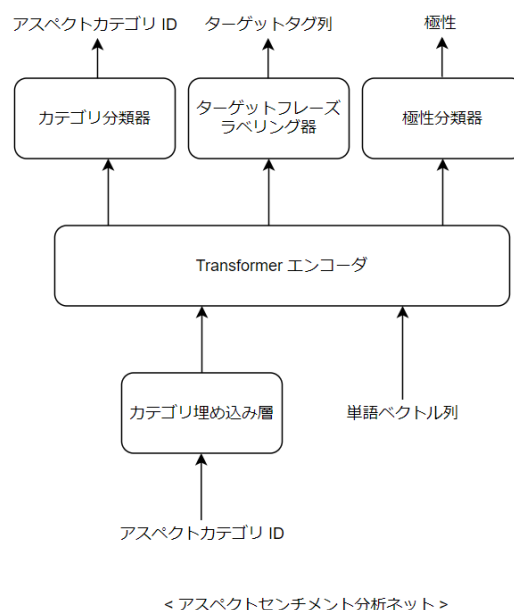 アスペクトカテゴリ ID
ターゲットタグ列
極性
カテゴリ分類器
ターゲットフレーズ
ラベリング器
極性分類器
Transformer エンコーダ
カテゴリ埋め込み層
単語ベクトル列
アスペクトカテゴリ ID
< アスペクトセンチメント分析ネット >